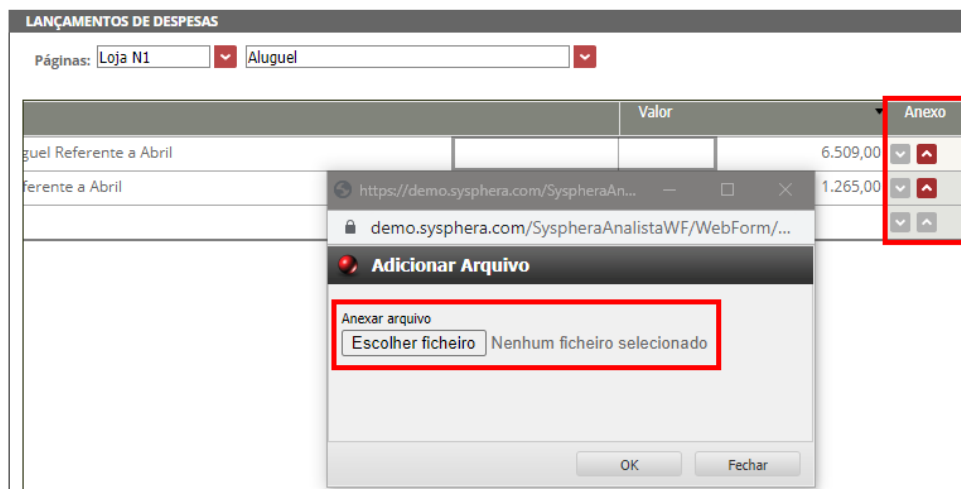 LANÇAMENTOS DE DESPESAS
Páginas: Loja N1 Aluguel
Valor Anexo
guel Referente a Abril 6.509,00
ferente a Abril 1.265,00
https://demo.sysphera.com/SyspheraAn...
demo.sysphera.com/SyspheraAnalistaWF/WebForm/...
Adicionar Arquivo
Anexar arquivo
Escolher ficheiro Nenhum ficheiro selecionado
OK Fechar